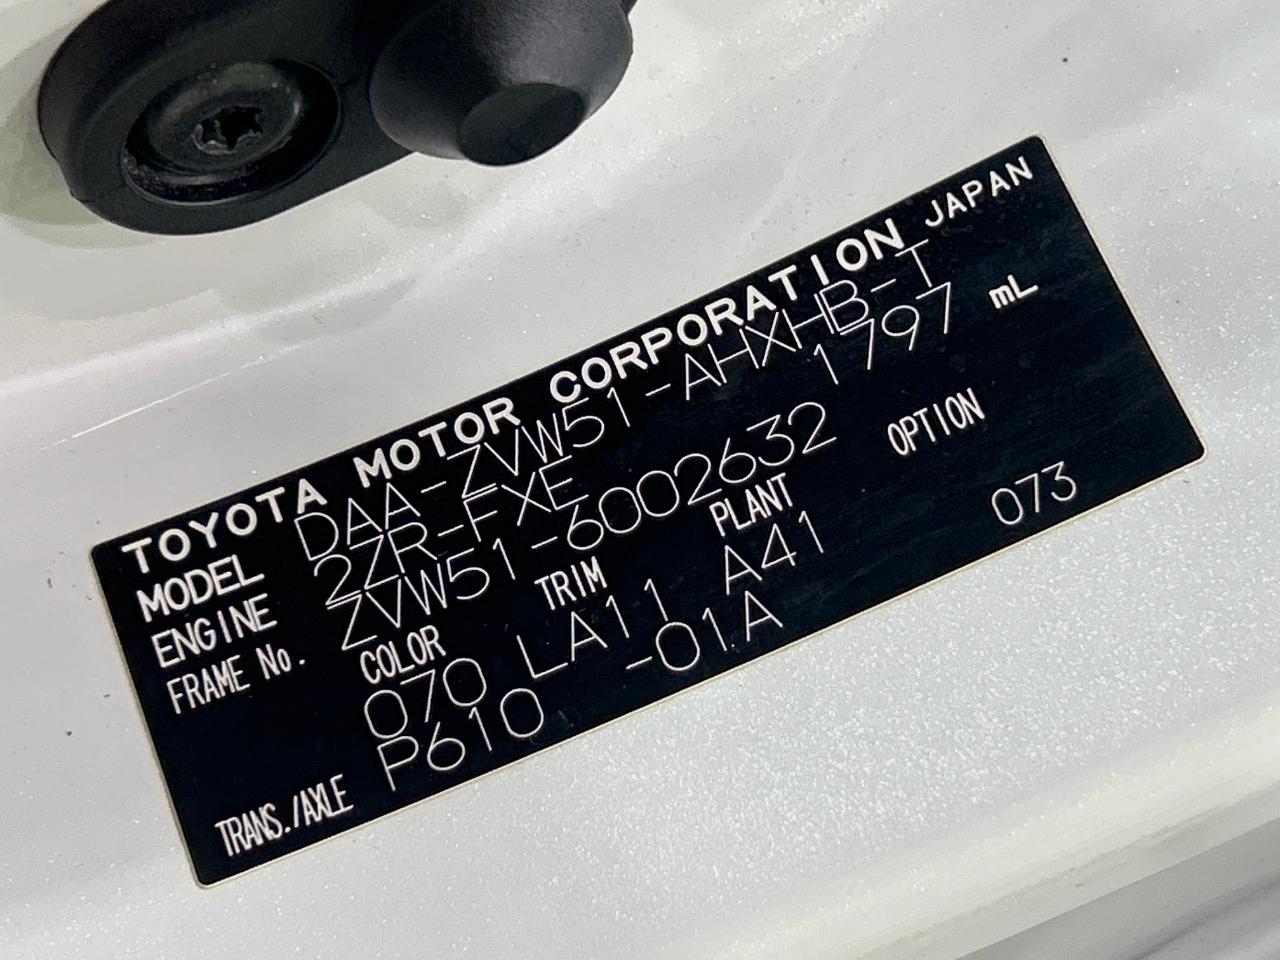 TOYOTA MOTOR CORPORATION JAPAN
MODEL DAA-ZVW51-AHXHB-T
ENGINE 2ZR-FXE 1797 mL
FRAME No. ZVW51-6002632
COLOR TRIM PLANT OPTION
070 LA11 A41 073
TRANS./AXLE P610 -01A